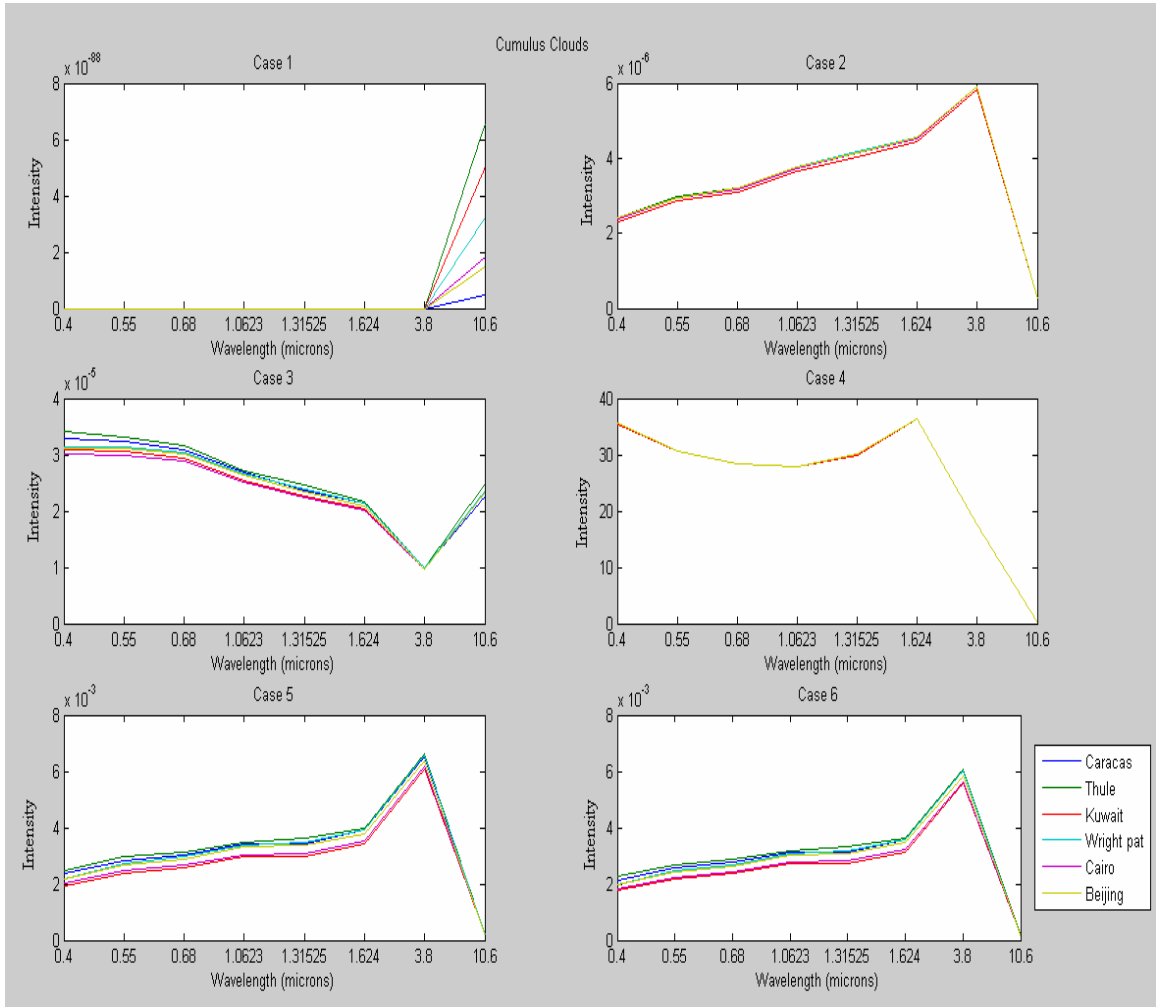 Cumulus Clouds
Case 1
x 10^-88
8
6
4
2
0
Intensity
0.4 0.55 0.68 1.0623 1.31525 1.624 3.8 10.6
Wavelength (microns)
Case 2
x 10^-6
6
4
2
0
Intensity
0.4 0.55 0.68 1.0623 1.31525 1.624 3.8 10.6
Wavelength (microns)
Case 3
x 10^-5
4
3
2
1
0
Intensity
0.4 0.55 0.68 1.0623 1.31525 1.624 3.8 10.6
Wavelength (microns)
Case 4
40
30
20
10
0
Intensity
0.4 0.55 0.68 1.0623 1.31525 1.624 3.8 10.6
Wavelength (microns)
Case 5
x 10^-3
8
6
4
2
0
Intensity
0.4 0.55 0.68 1.0623 1.31525 1.624 3.8 10.6
Wavelength (microns)
Case 6
x 10^-3
8
6
4
2
0
Intensity
0.4 0.55 0.68 1.0623 1.31525 1.624 3.8 10.6
Wavelength (microns)
Caracas
Thule
Kuwait
Wright pat
Cairo
Beijing